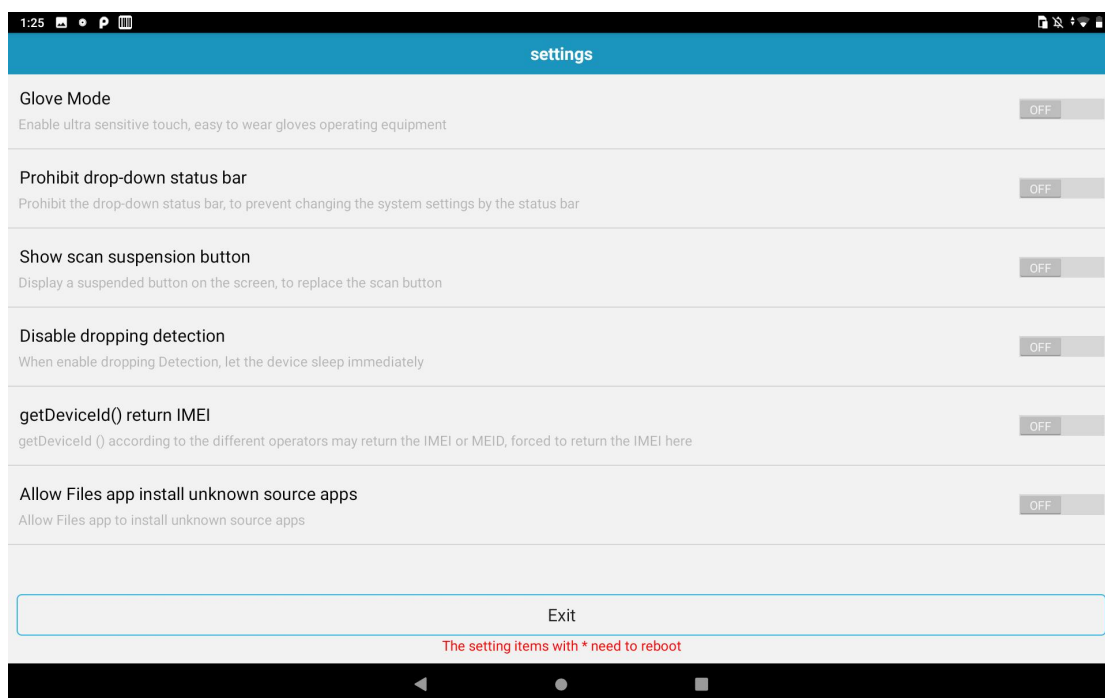 1:25
settings
Glove Mode
Enable ultra sensitive touch, easy to wear gloves operating equipment
OFF
Prohibit drop-down status bar
Prohibit the drop-down status bar, to prevent changing the system settings by the status bar
OFF
Show scan suspension button
Display a suspended button on the screen, to replace the scan button
OFF
Disable dropping detection
When enable dropping Detection, let the device sleep immediately
OFF
getDeviceId() return IMEI
getDeviceId () according to the different operators may return the IMEI or MEID, forced to return the IMEI here
OFF
Allow Files app install unknown source apps
Allow Files app to install unknown source apps
OFF
Exit
The setting items with * need to reboot